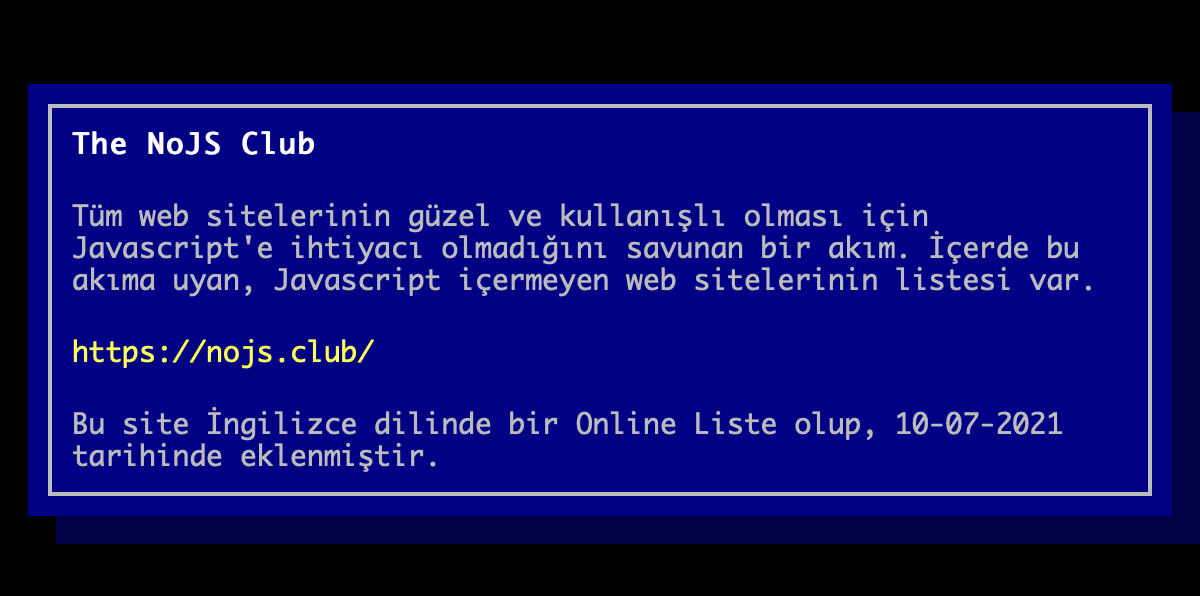 The NoJS Club
Tüm web sitelerinin güzel ve kullanışlı olması için
Javascript'e ihtiyacı olmadığını savunan bir akım. İçerde bu
akıma uyan, Javascript içermeyen web sitelerinin listesi var.
https://nojs.club/
Bu site İngilizce dilinde bir Online Liste olup, 10-07-2021
tarihinde eklenmiştir.